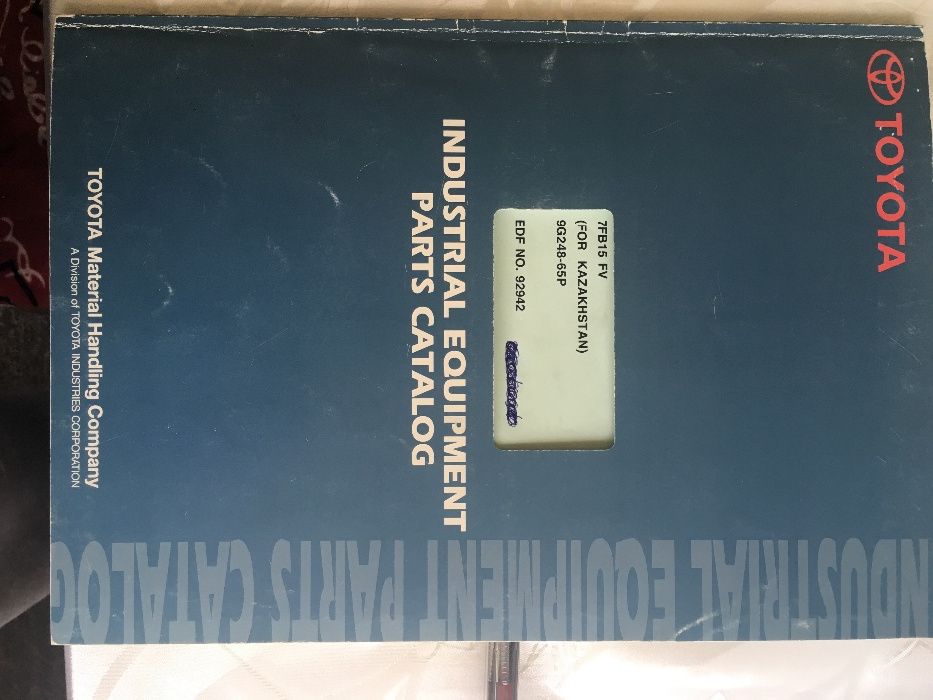 TOYOTA
7FB15 FV
(FOR KAZAKHSTAN)
9G248-65P
EDF NO. 92942
INDUSTRIAL EQUIPMENT
PARTS CATALOG
TOYOTA Material Handling Company
A Division of TOYOTA INDUSTRIES CORPORATION
INDUSTRIAL EQUIPMENT PARTS CATALOG